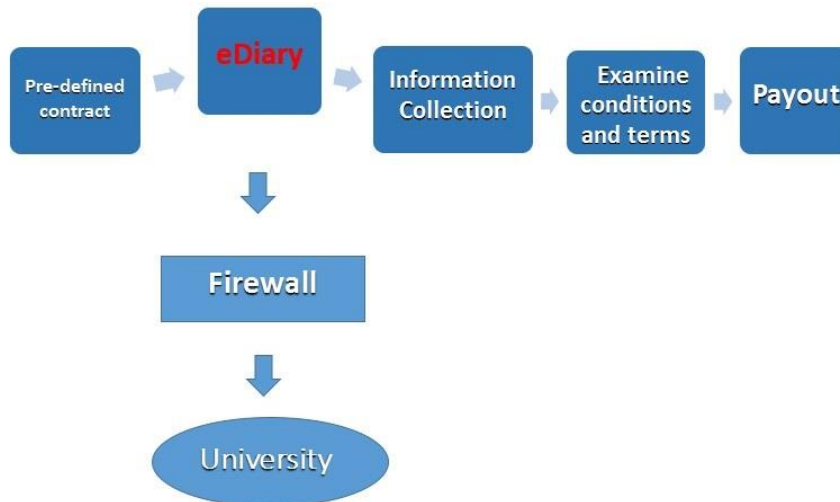 Pre-defined
contract
eDiary
Information
Collection
Examine
conditions
and terms
Payout
Firewall
University